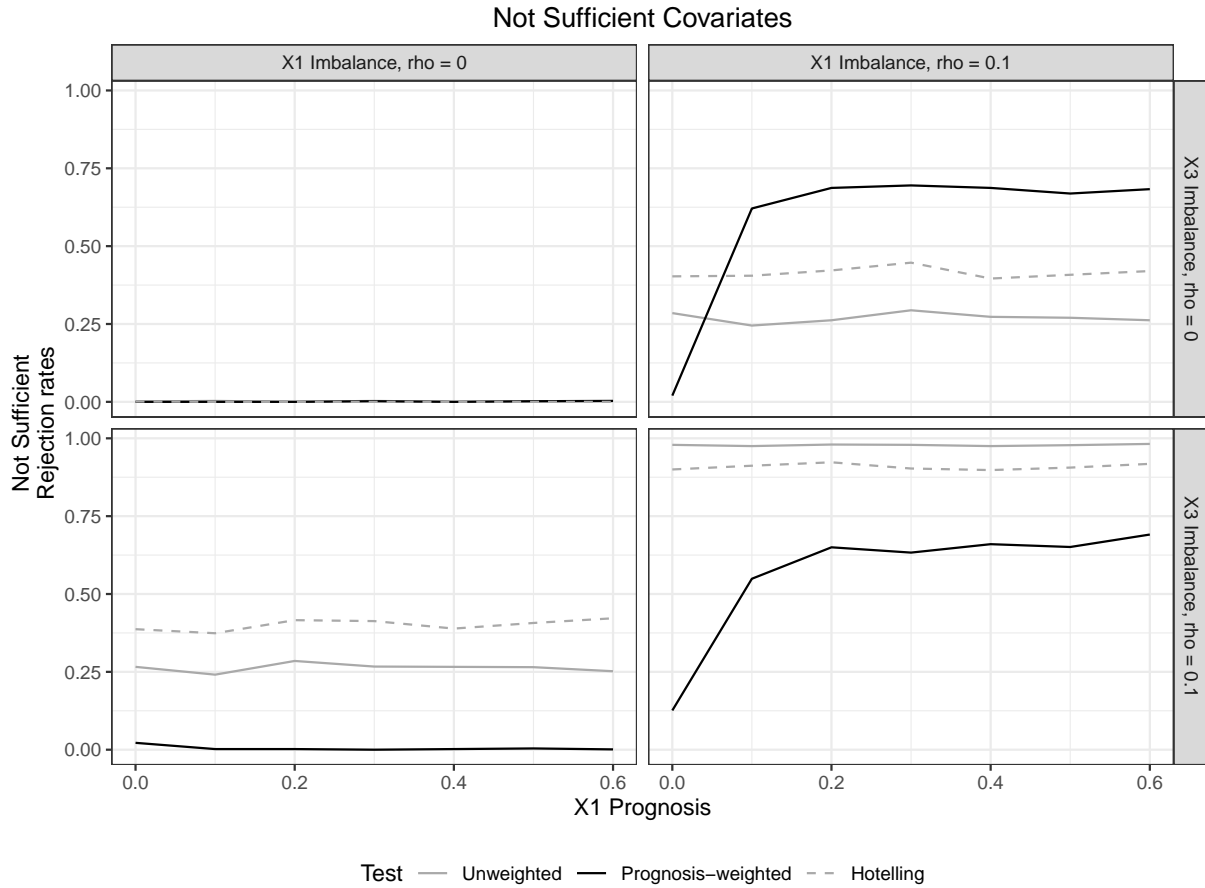 Not Sufficient Covariates
X1 Imbalance, rho = 0
X1 Imbalance, rho = 0.1
X3 Imbalance, rho = 0
X3 Imbalance, rho = 0.1
Not Sufficient
Rejection rates
1.00
0.75
0.50
0.25
0.00
1.00
0.75
0.50
0.25
0.00
0.0 0.2 0.4 0.6
0.0 0.2 0.4 0.6
X1 Prognosis
Test Unweighted Prognosis−weighted Hotelling